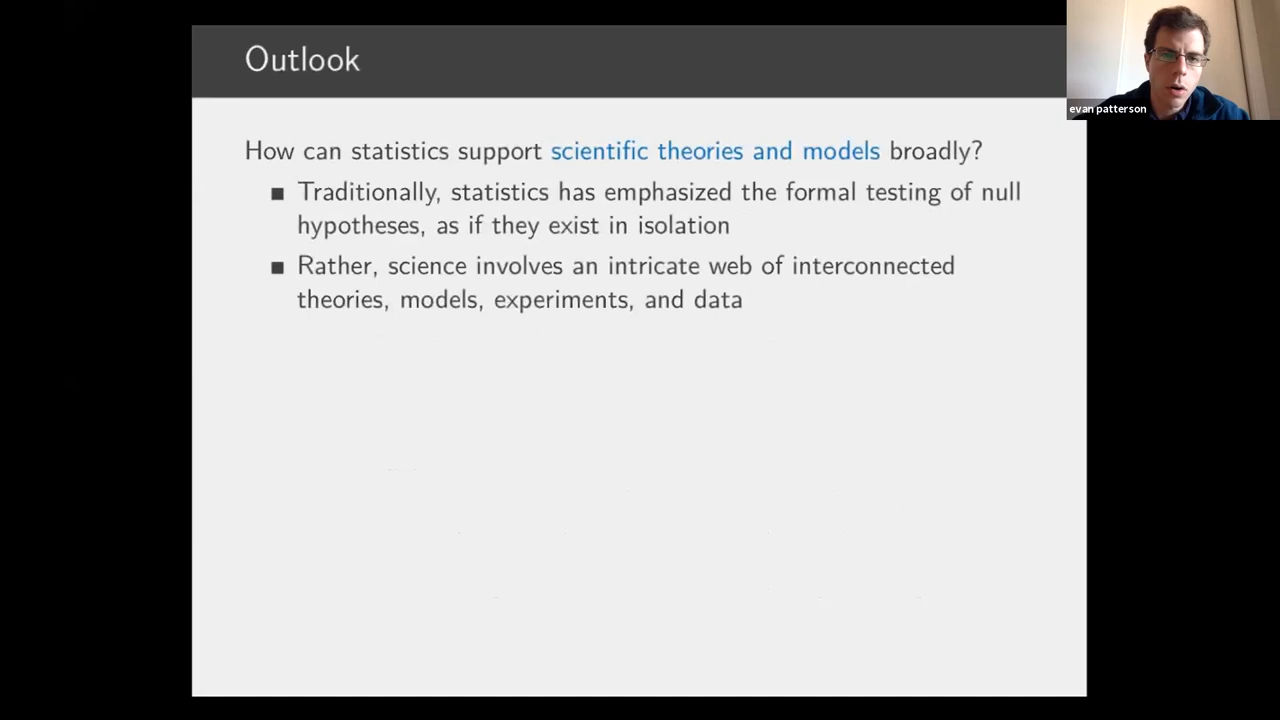 Outlook
evan patterson
How can statistics support scientific theories and models broadly?
■ Traditionally, statistics has emphasized the formal testing of null
hypotheses, as if they exist in isolation
■ Rather, science involves an intricate web of interconnected
theories, models, experiments, and data